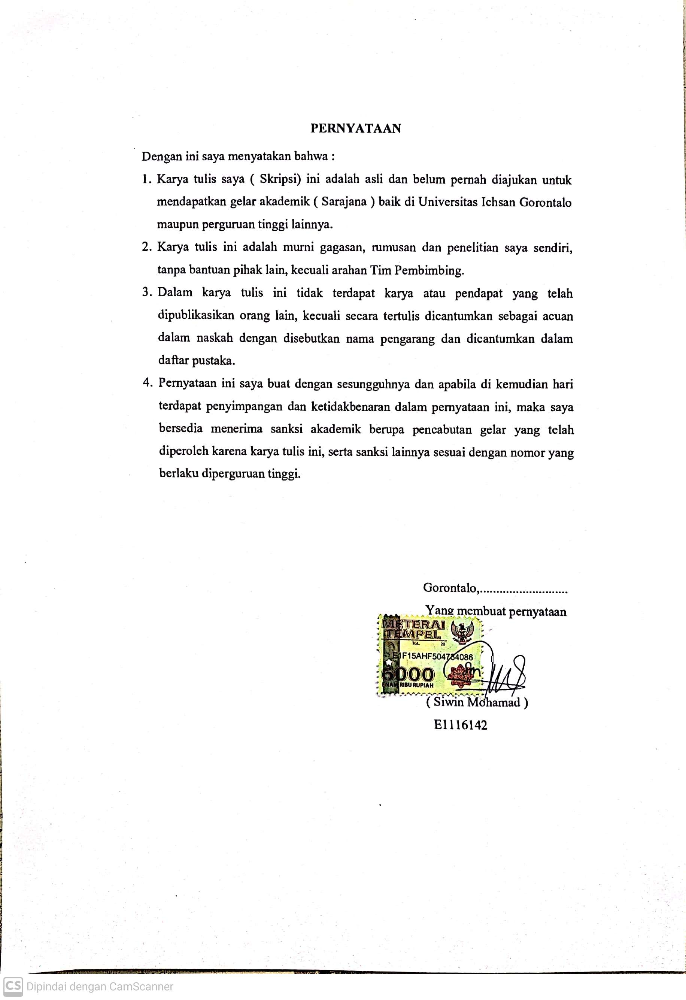 PERNYATAAN
Dengan ini saya menyatakan bahwa :
1. Karya tulis saya ( Skripsi) ini adalah asli dan belum pernah diajukan untuk
mendapatkan gelar akademik ( Sarajana ) baik di Universitas Ichsan Gorontalo
maupun perguruan tinggi lainnya.
2. Karya tulis ini adalah murni gagasan, rumusan dan penelitian saya sendiri,
tanpa bantuan pihak lain, kecuali arahan Tim Pembimbing.
3. Dalam karya tulis ini tidak terdapat karya atau pendapat yang telah
dipublikasikan orang lain, kecuali secara tertulis dicantumkan sebagai acuan
dalam naskah dengan disebutkan nama pengarang dan dicantumkan dalam
daftar pustaka.
4. Pernyataan ini saya buat dengan sesungguhnya dan apabila di kemudian hari
terdapat penyimpangan dan ketidakbenaran dalam pernyataan ini, maka saya
bersedia menerima sanksi akademik berupa pencabutan gelar yang telah
diperoleh karena karya tulis ini, serta sanksi lainnya sesuai dengan nomor yang
berlaku diperguruan tinggi.
Gorontalo,...........................
Yang membuat pernyataan
METERAI
TEMPEL
TGL 20
E1F15AHF504734086
6000
ENAM RIBU RUPIAH
( Siwin Mohamad )
E1116142
CS Dipindai dengan CamScanner